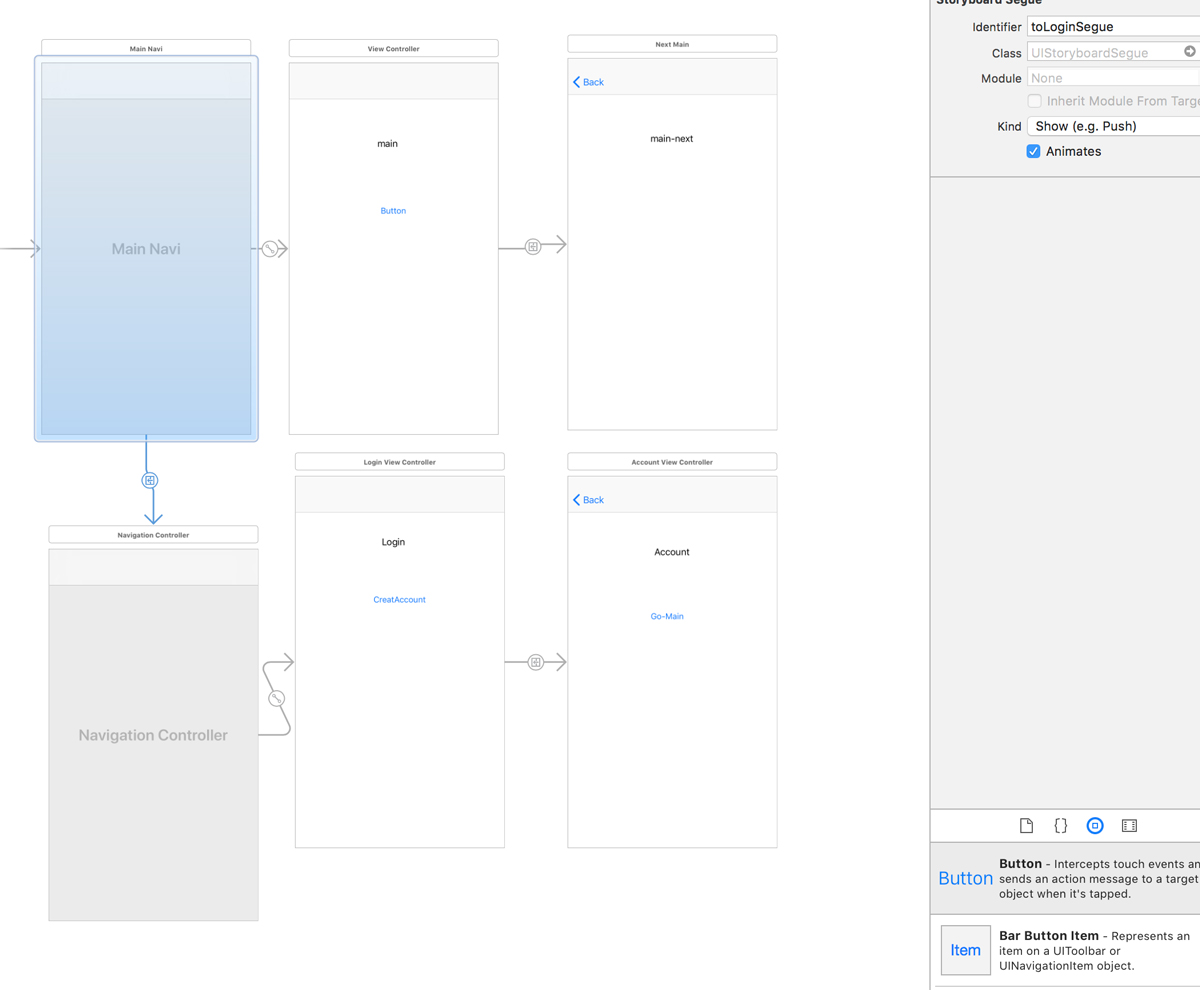 Storyboard Segue
Identifier toLoginSegue
Class UIStoryboardSegue
Module None
Inherit Module From Targe
Kind Show (e.g. Push)
Animates
Main Navi
Main Navi
View Controller
main
Button
Next Main
Back
main-next
Navigation Controller
Navigation Controller
Login View Controller
Login
CreatAccount
Account View Controller
Back
Account
Go-Main
Button
Button - Intercepts touch events an
sends an action message to a target
object when it's tapped.
Item
Bar Button Item - Represents an
item on a UIToolbar or
UINavigationItem object.